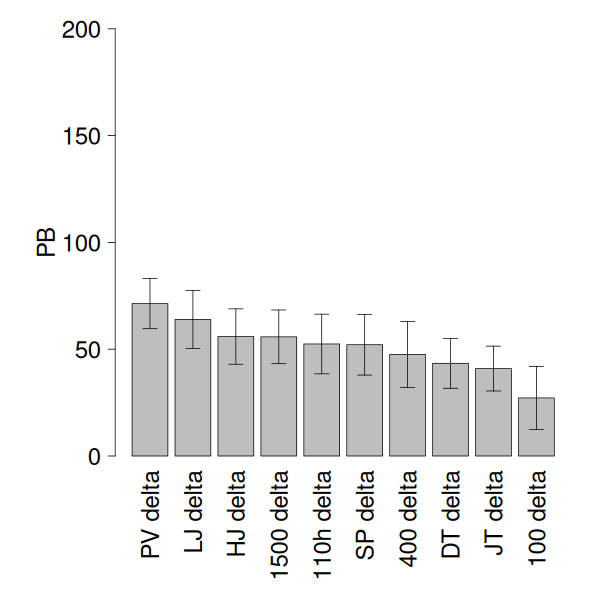 200
150
100
50
0
PB
PV delta
LJ delta
HJ delta
1500 delta
110h delta
SP delta
400 delta
DT delta
JT delta
100 delta